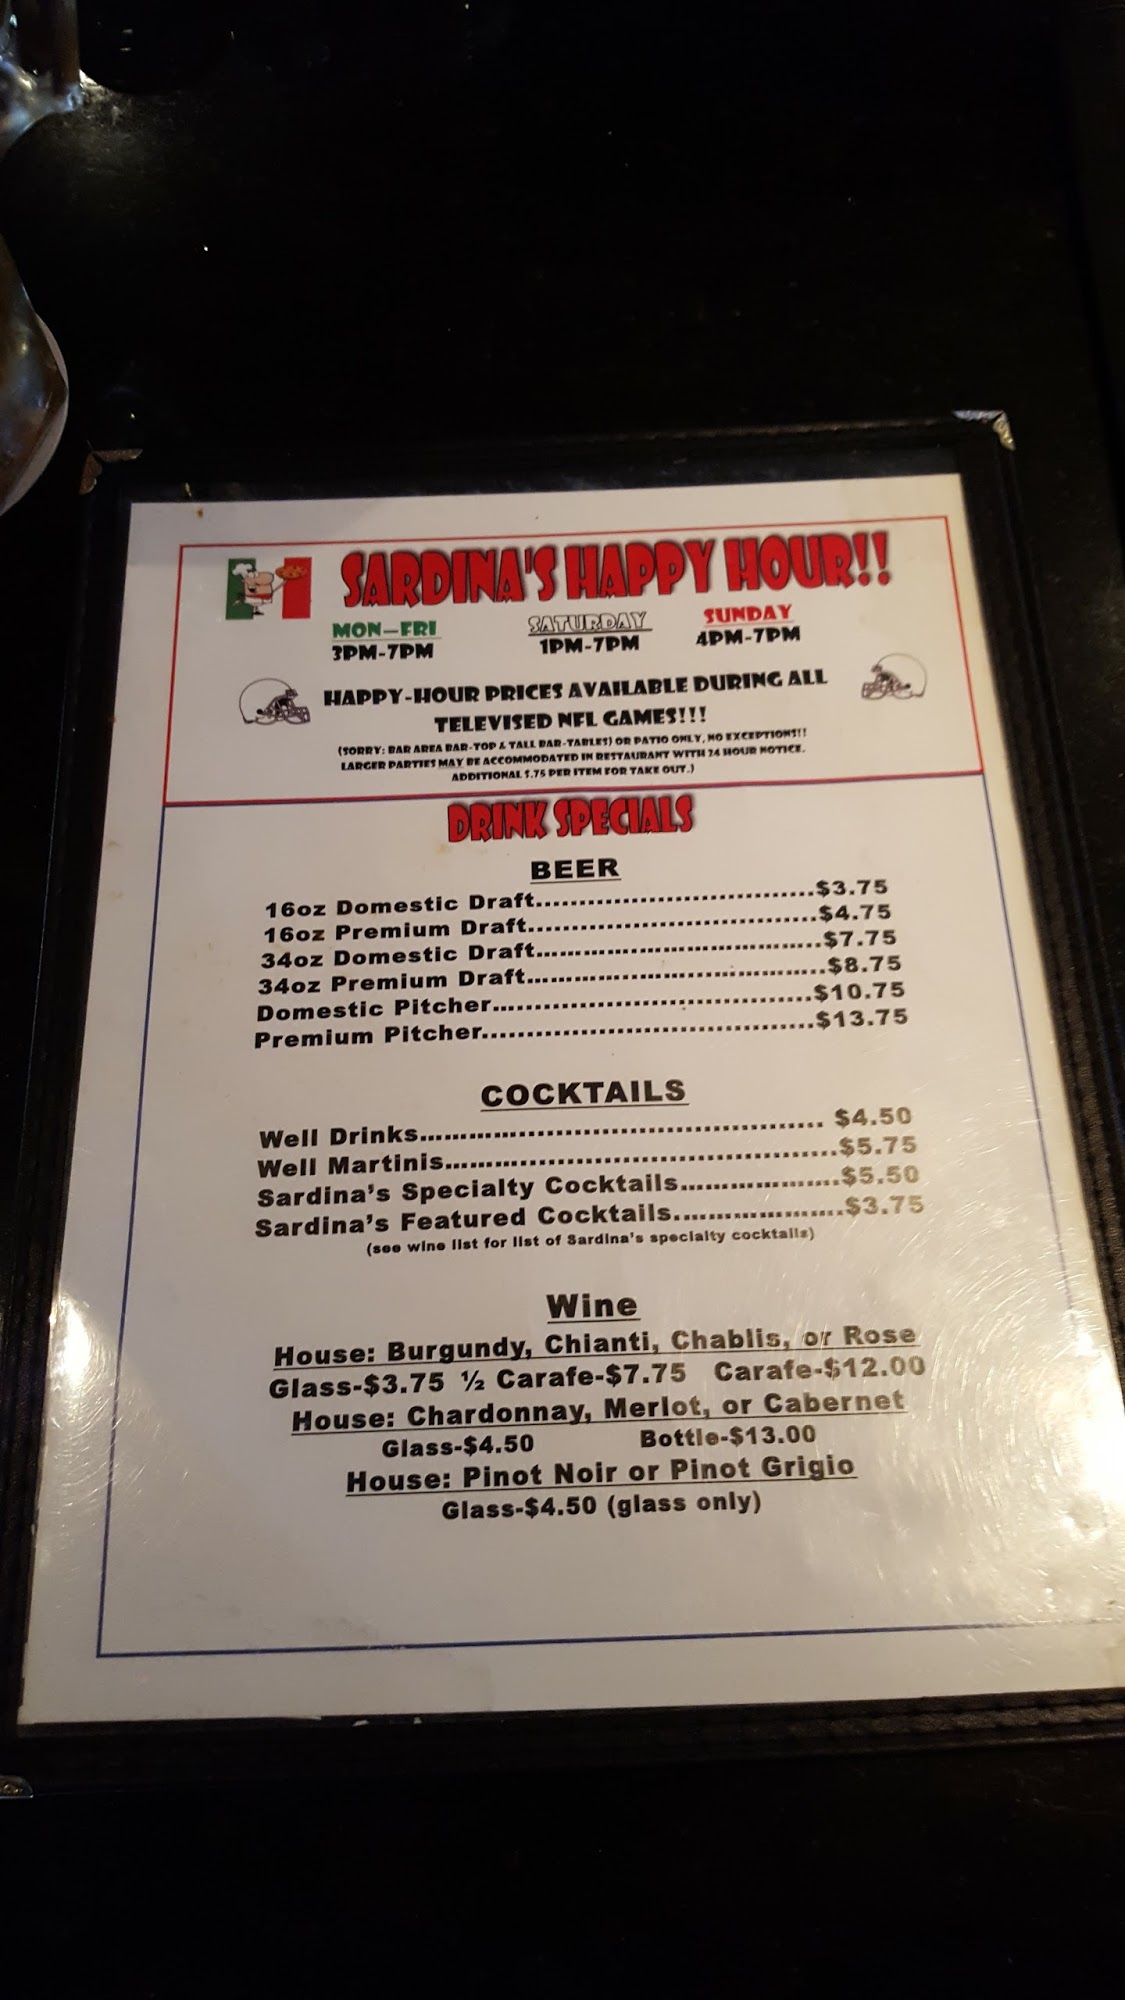 SARDINA'S HAPPY HOUR!!
MON–FRI SATURDAY SUNDAY
3PM-7PM 1PM-7PM 4PM-7PM
HAPPY-HOUR PRICES AVAILABLE DURING ALL
TELEVISED NFL GAMES!!!
(SORRY: BAR AREA BAR-TOP & TALL BAR-TABLES) OR PATIO ONLY, NO EXCEPTIONS!!
LARGER PARTIES MAY BE ACCOMMODATED IN RESTAURANT WITH 24 HOUR NOTICE.
ADDITIONAL $.75 PER ITEM FOR TAKE OUT.)
DRINK SPECIALS
BEER
16oz Domestic Draft................................$3.75
16oz Premium Draft.................................$4.75
34oz Domestic Draft................................$7.75
34oz Premium Draft.................................$8.75
Domestic Pitcher.....................................$10.75
Premium Pitcher......................................$13.75
COCKTAILS
Well Drinks................................................ $4.50
Well Martinis..............................................$5.75
Sardina's Specialty Cocktails...................$5.50
Sardina's Featured Cocktails....................$3.75
(see wine list for list of Sardina's specialty cocktails)
Wine
House: Burgundy, Chianti, Chablis, or Rose
Glass-$3.75 ½ Carafe-$7.75 Carafe-$12.00
House: Chardonnay, Merlot, or Cabernet
Glass-$4.50 Bottle-$13.00
House: Pinot Noir or Pinot Grigio
Glass-$4.50 (glass only)